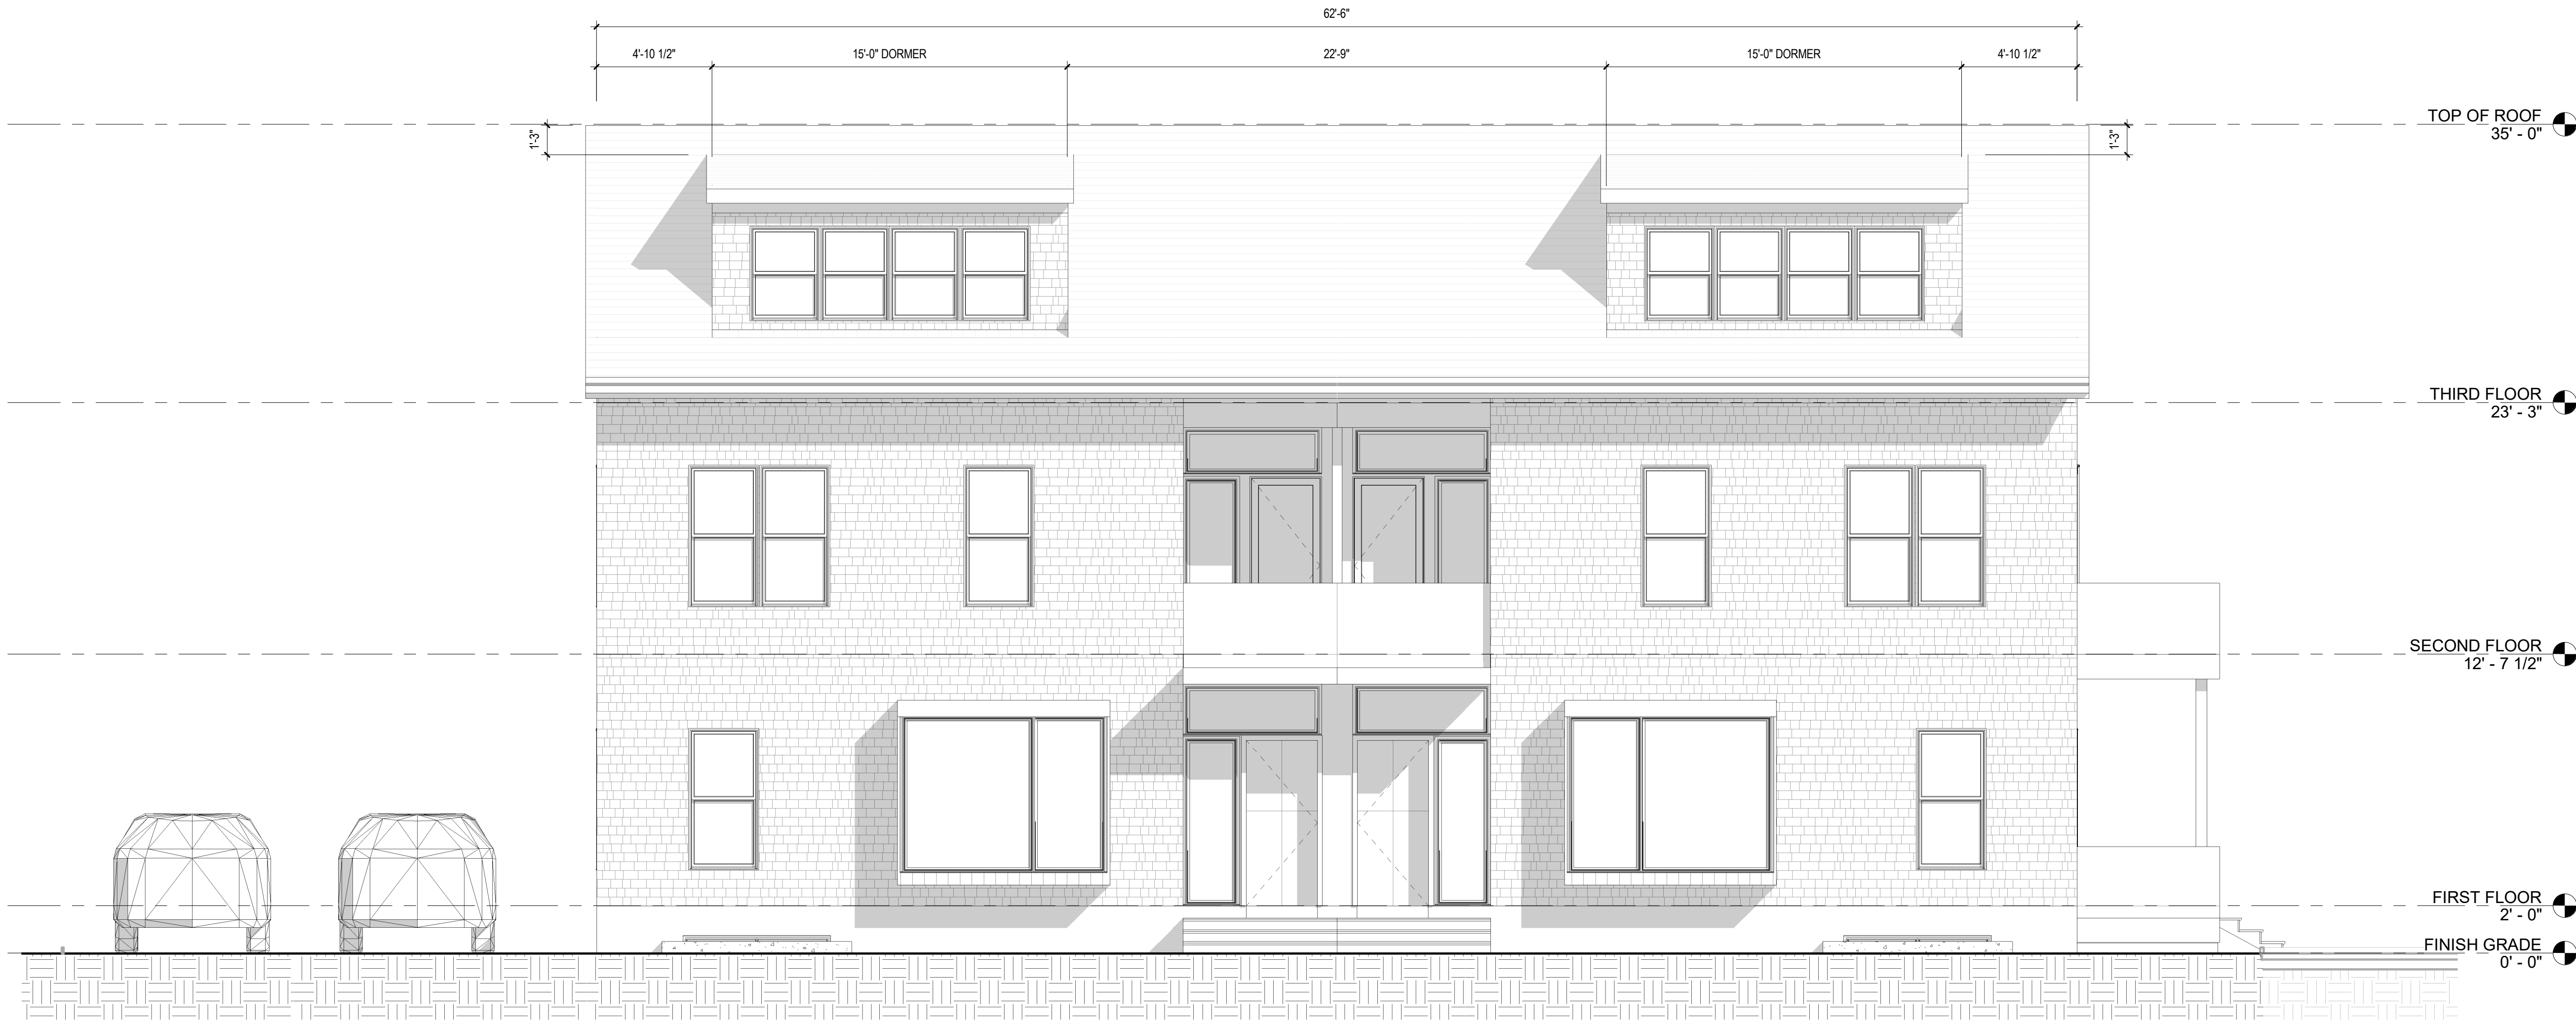 62'-6"
4'-10 1/2"
15'-0" DORMER
22'-9"
15'-0" DORMER
4'-10 1/2"
1'-3"
1'-3"
TOP OF ROOF
35' - 0"
THIRD FLOOR
23' - 3"
SECOND FLOOR
12' - 7 1/2"
FIRST FLOOR
2' - 0"
FINISH GRADE
0' - 0"